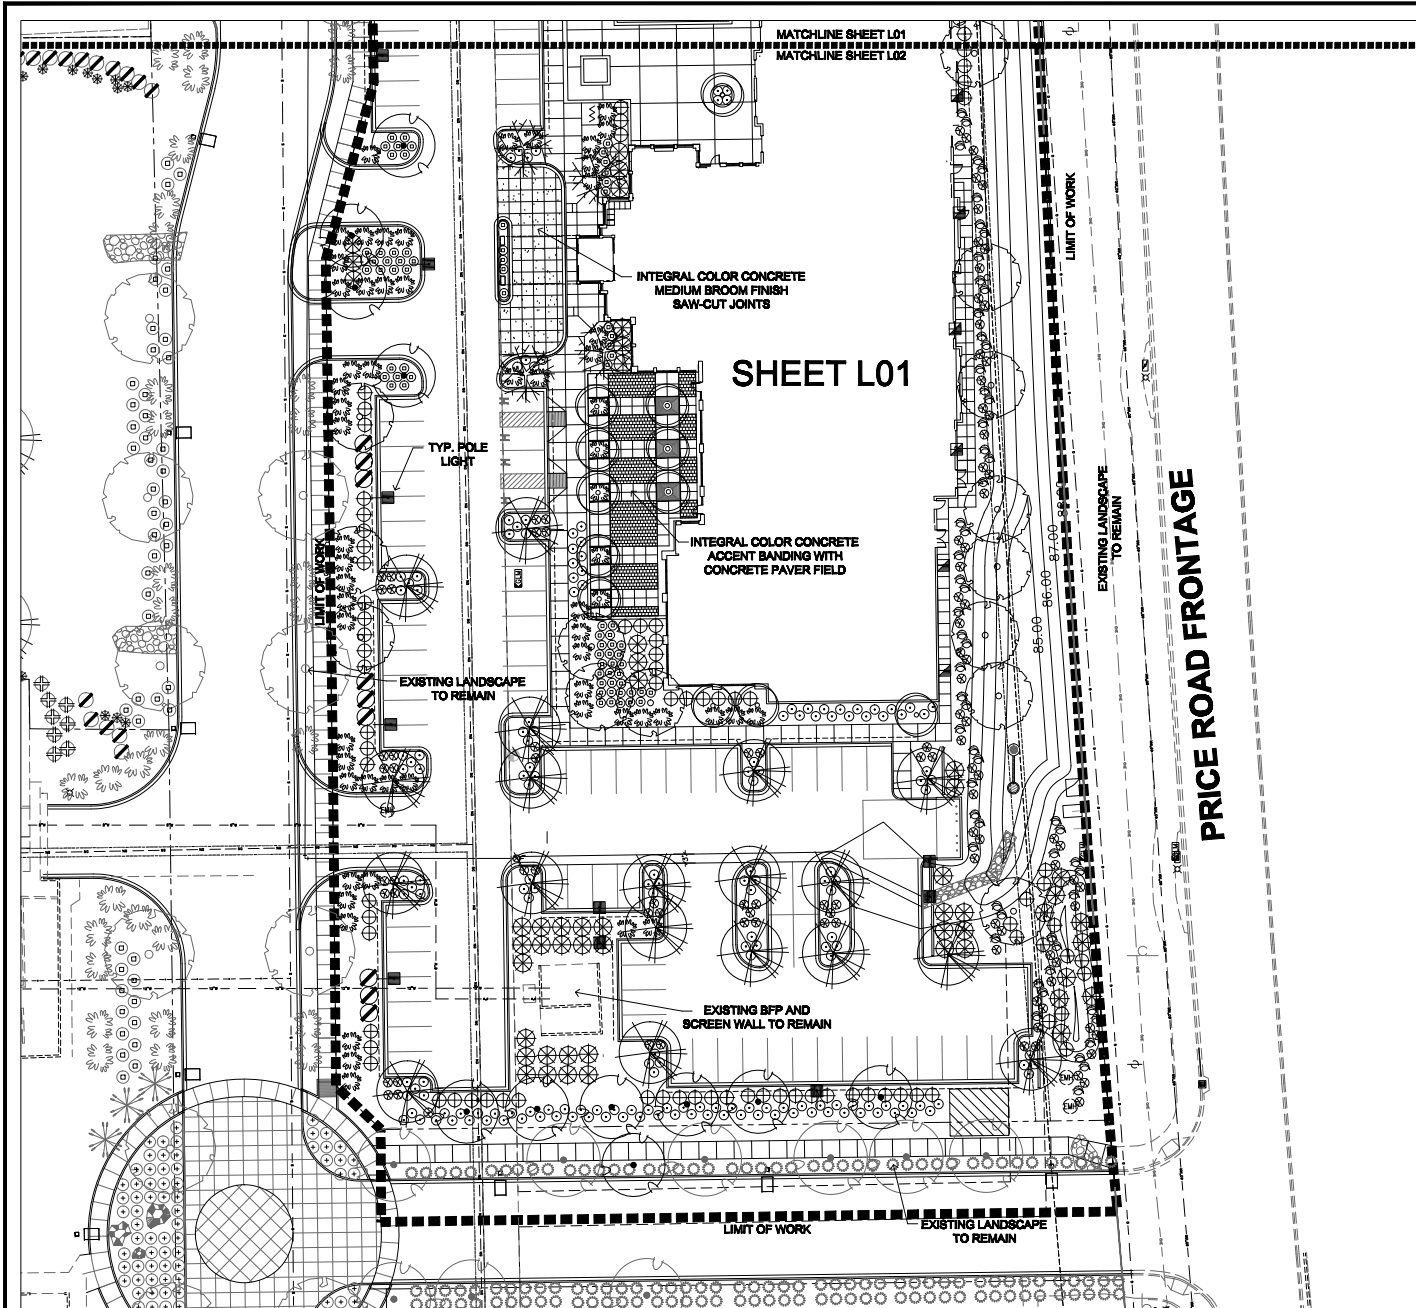 MATCHLINE SHEET L01
MATCHLINE SHEET L02
LIMIT OF WORK
INTEGRAL COLOR CONCRETE
MEDIUM BROOM FINISH
SAW-CUT JOINTS
SHEET L01
TYP. POLE
LIGHT
EXISTING LANDSCAPE
TO REMAIN
PRICE ROAD FRONTAGE
87.00
86.00
85.00
INTEGRAL COLOR CONCRETE
ACCENT BANDING WITH
CONCRETE PAVER FIELD
LIMIT OF WORK
EXISTING LANDSCAPE
TO REMAIN
EXISTING BFP AND
SCREEN WALL TO REMAIN
EMH
EMH
EMH
LIMIT OF WORK
EXISTING LANDSCAPE
TO REMAIN